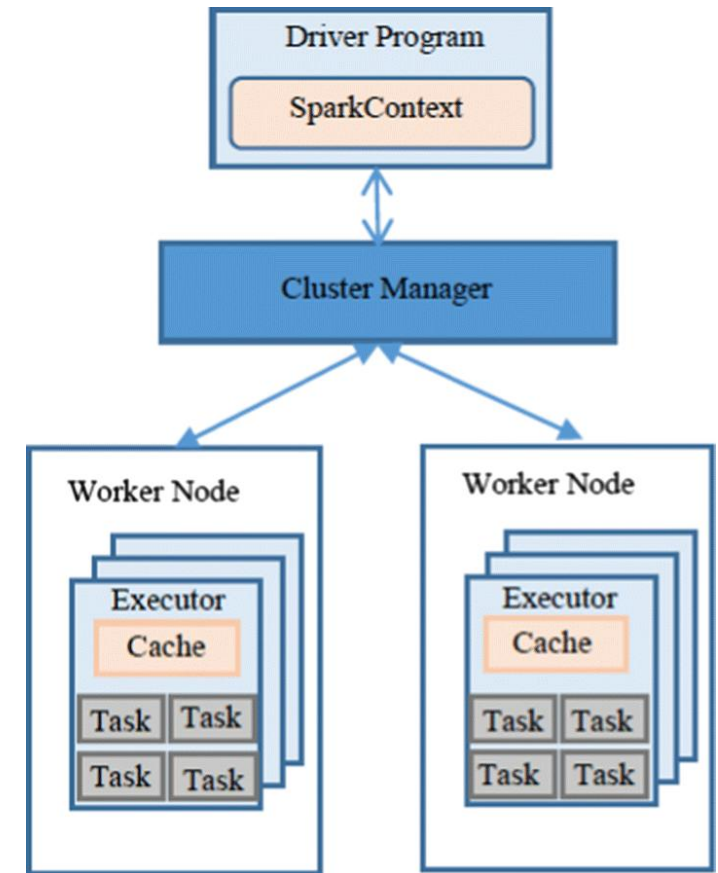 Driver Program
SparkContext
Cluster Manager
Worker Node
Executor
Cache
Task Task
Task Task
Worker Node
Executor
Cache
Task Task
Task Task